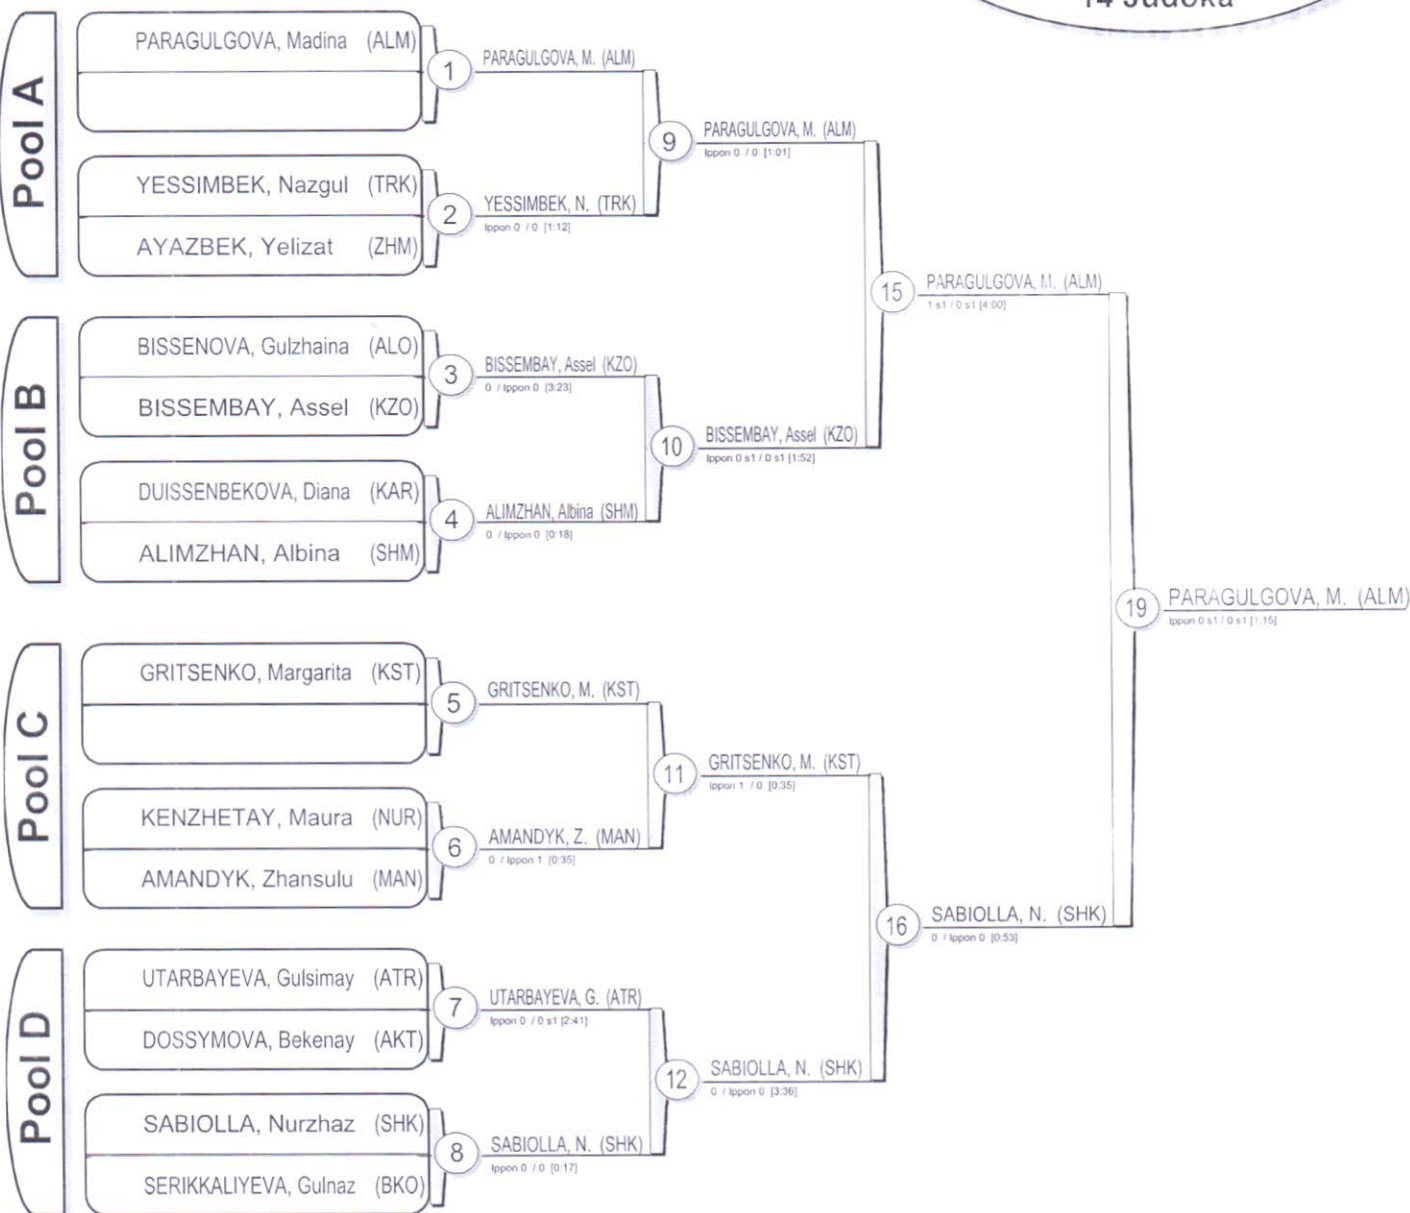 14 Judoka
Pool A
PARAGULGOVA, Madina (ALM)
YESSIMBEK, Nazgul (TRK)
AYAZBEK, Yelizat (ZHM)
Pool B
BISSENOVA, Gulzhaina (ALO)
BISSEMBAY, Assel (KZO)
DUISSENBEKOVA, Diana (KAR)
ALIMZHAN, Albina (SHM)
Pool C
GRITSENKO, Margarita (KST)
KENZHETAY, Maura (NUR)
AMANDYK, Zhansulu (MAN)
Pool D
UTARBAYEVA, Gulsimay (ATR)
DOSSYMOVA, Bekenay (AKT)
SABIOLLA, Nurzhaz (SHK)
SERIKKALIYEVA, Gulnaz (BKO)
1
PARAGULGOVA, M. (ALM)
2
YESSIMBEK, N. (TRK)
Ippon 0 / 0 [1:12]
3
BISSEMBAY, Assel (KZO)
0 / Ippon 0 [3:23]
4
ALIMZHAN, Albina (SHM)
0 / Ippon 0 [0:18]
5
GRITSENKO, M. (KST)
6
AMANDYK, Z. (MAN)
0 / Ippon 1 [0:35]
7
UTARBAYEVA, G. (ATR)
Ippon 0 / 0 s1 [2:41]
8
SABIOLLA, N. (SHK)
Ippon 0 / 0 [0:17]
9
PARAGULGOVA, M. (ALM)
Ippon 0 / 0 [1:01]
10
BISSEMBAY, Assel (KZO)
Ippon 0 s1 / 0 s1 [1:52]
11
GRITSENKO, M. (KST)
Ippon 1 / 0 [0:35]
12
SABIOLLA, N. (SHK)
0 / Ippon 0 [3:36]
15
PARAGULGOVA, M. (ALM)
1 s1 / 0 s1 [4:00]
16
SABIOLLA, N. (SHK)
0 / Ippon 0 [0:53]
19
PARAGULGOVA, M. (ALM)
Ippon 0 s1 / 0 s1 [1:15]